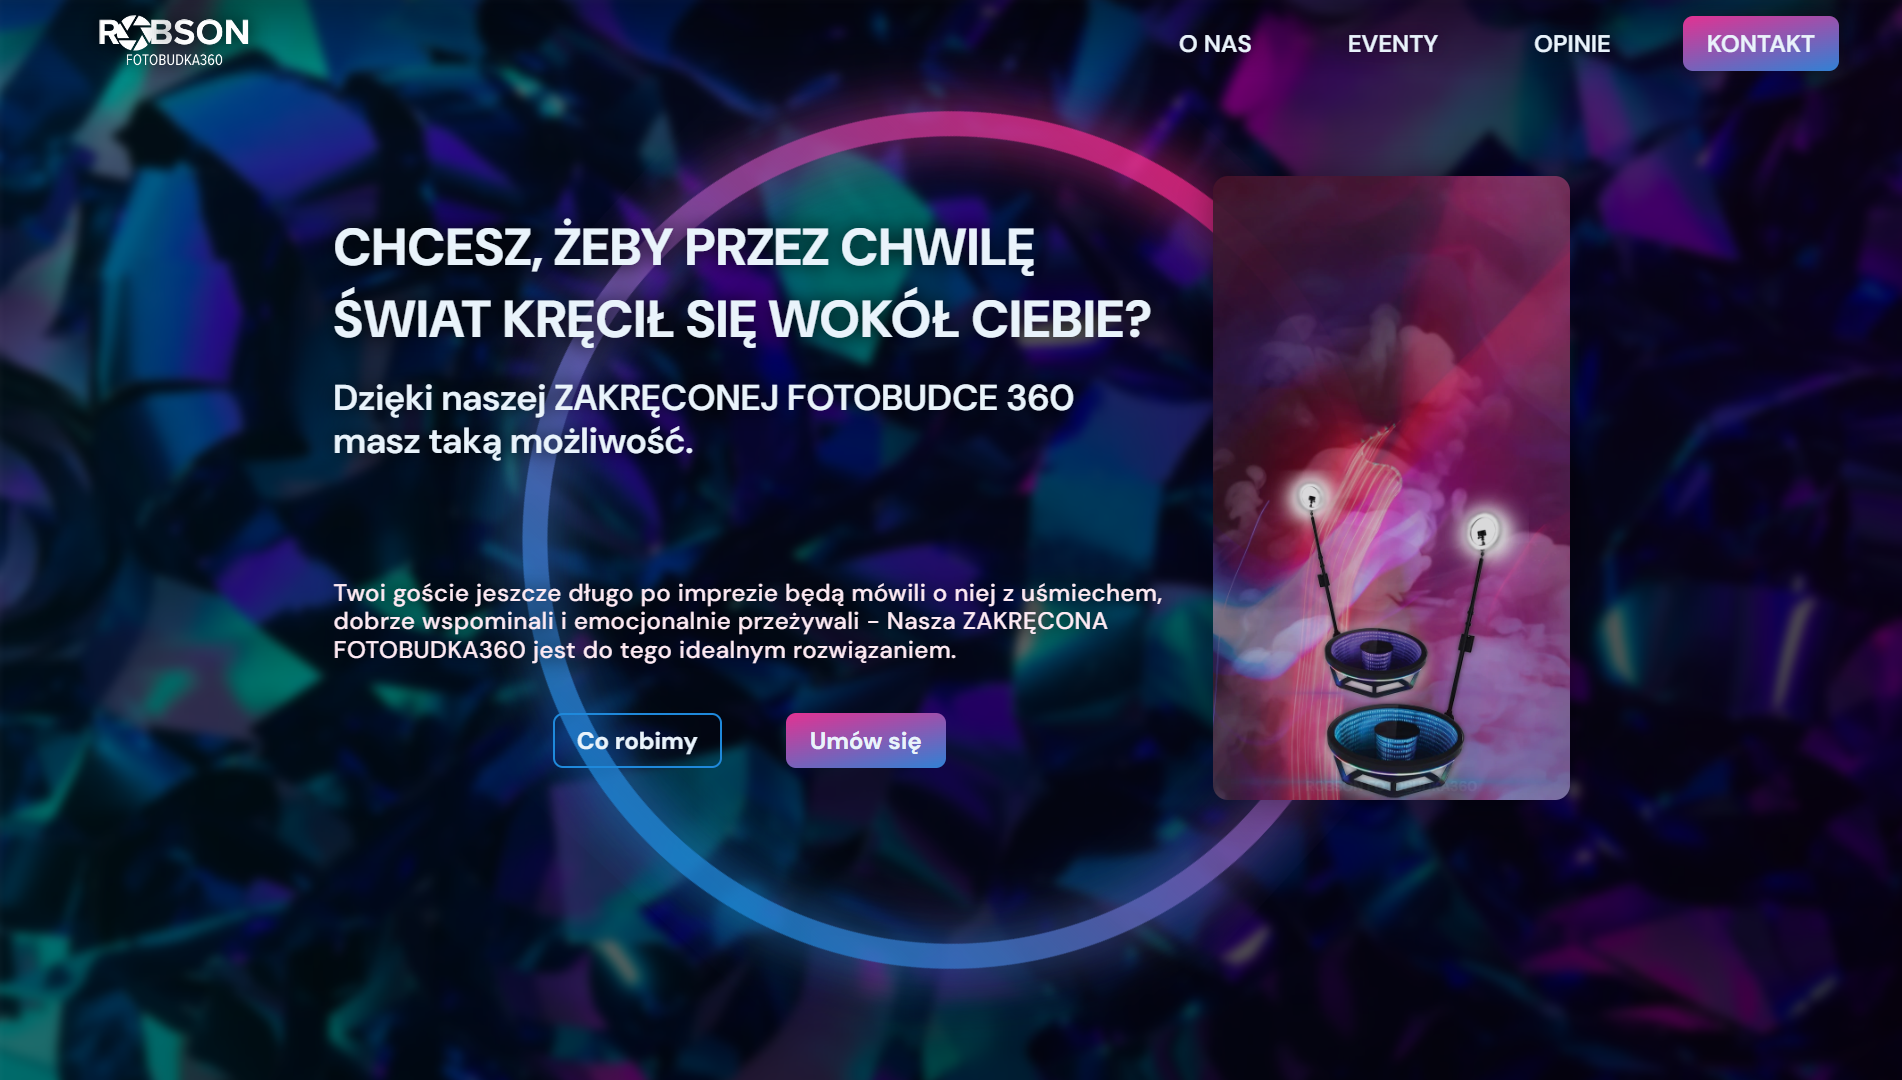 ROBSON
FOTOBUDKA360
O NAS
EVENTY
OPINIE
KONTAKT
CHCESZ, ŻEBY PRZEZ CHWILĘ
ŚWIAT KRĘCIŁ SIĘ WOKÓŁ CIEBIE?
Dzięki naszej ZAKRĘCONEJ FOTOBUDCE 360
masz taką możliwość.
Twoi goście jeszcze długo po imprezie będą mówili o niej z uśmiechem,
dobrze wspominali i emocjonalnie przeżywali - Nasza ZAKRĘCONA
FOTOBUDKA360 jest do tego idealnym rozwiązaniem.
Co robimy
Umów się